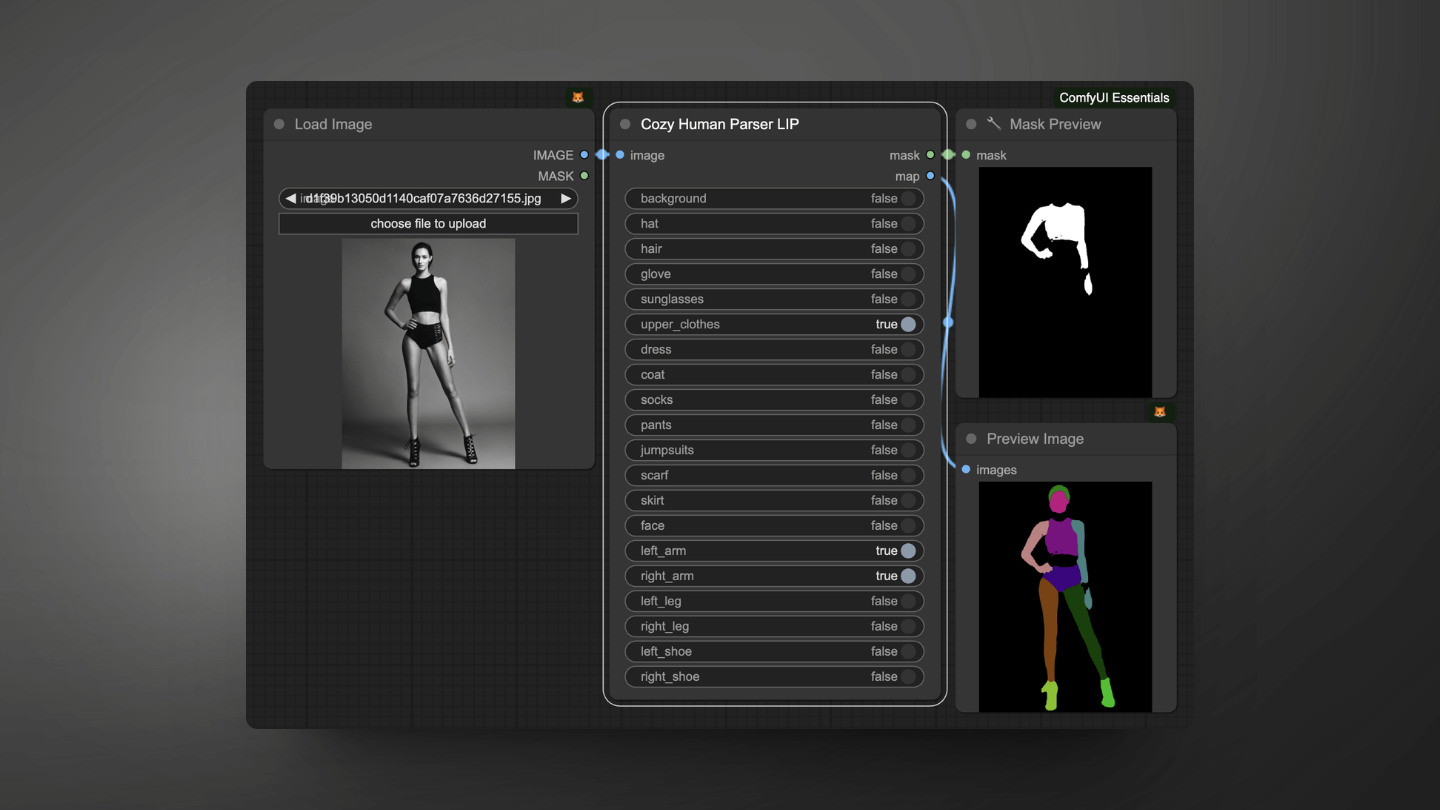 ComfyUI Essentials
Load Image
IMAGE
MASK
d1f39b13050d1140caf07a7636d27155.jpg
choose file to upload
Cozy Human Parser LIP
image mask
map
background false
hat false
hair false
glove false
sunglasses false
upper_clothes true
dress false
coat false
socks false
pants false
jumpsuits false
scarf false
skirt false
face false
left_arm true
right_arm true
left_leg false
right_leg false
left_shoe false
right_shoe false
Mask Preview
mask
Preview Image
images